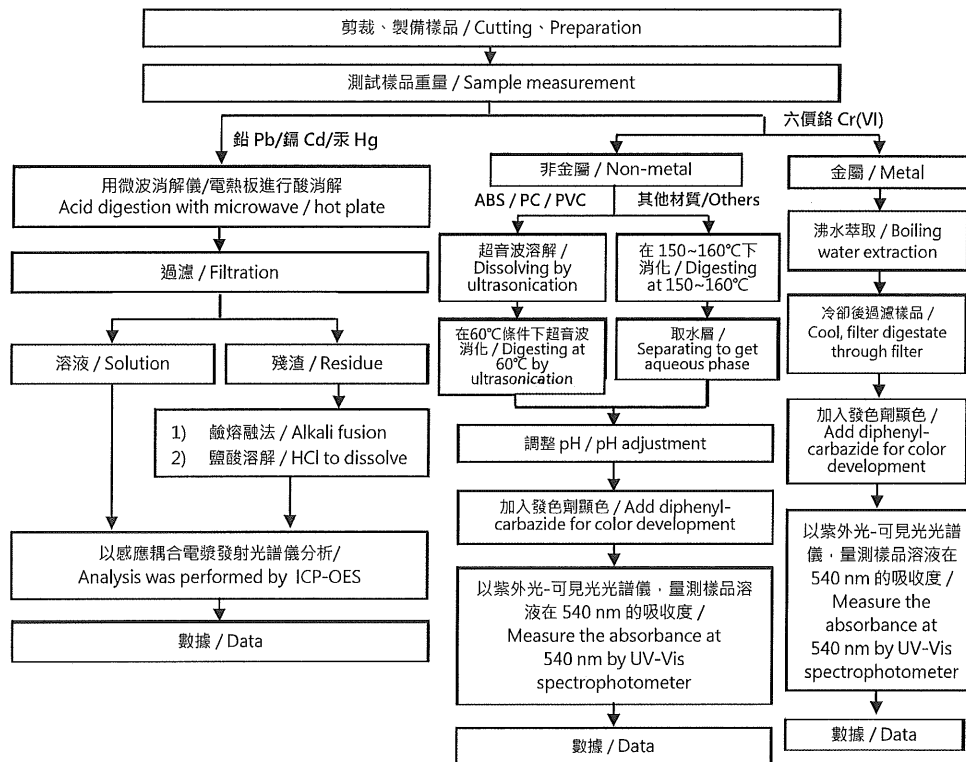 剪裁、製備樣品 / Cutting、Preparation
測試樣品重量 / Sample measurement
鉛 Pb/鎘 Cd/汞 Hg
六價鉻 Cr(VI)
用微波消解儀/電熱板進行酸消解
Acid digestion with microwave / hot plate
過濾 / Filtration
溶液 / Solution
殘渣 / Residue
1) 鹼熔融法 / Alkali fusion
2) 鹽酸溶解 / HCl to dissolve
以感應耦合電漿發射光譜儀分析/
Analysis was performed by ICP-OES
數據 / Data
非金屬 / Non-metal
ABS / PC / PVC
其他材質/Others
超音波溶解 /
Dissolving by
ultrasonication
在 150~160℃下
消化 / Digesting
at 150~160℃
在60℃條件下超音波
消化 / Digesting at
60℃ by
ultrasonication
取水層 /
Separating to get
aqueous phase
調整 pH / pH adjustment
加入發色劑顯色 / Add diphenyl-
carbazide for color development
以紫外光-可見光光譜儀，量測樣品溶
液在 540 nm 的吸收度 /
Measure the absorbance at
540 nm by UV-Vis
spectrophotometer
數據 / Data
金屬 / Metal
沸水萃取 / Boiling
water extraction
冷卻後過濾樣品 /
Cool, filter digestate
through filter
加入發色劑顯色 /
Add diphenyl-
carbazide for color
development
以紫外光-可見光光譜
儀，量測樣品溶液在
540 nm 的吸收度 /
Measure the
absorbance at
540 nm by UV-Vis
spectrophotometer
數據 / Data